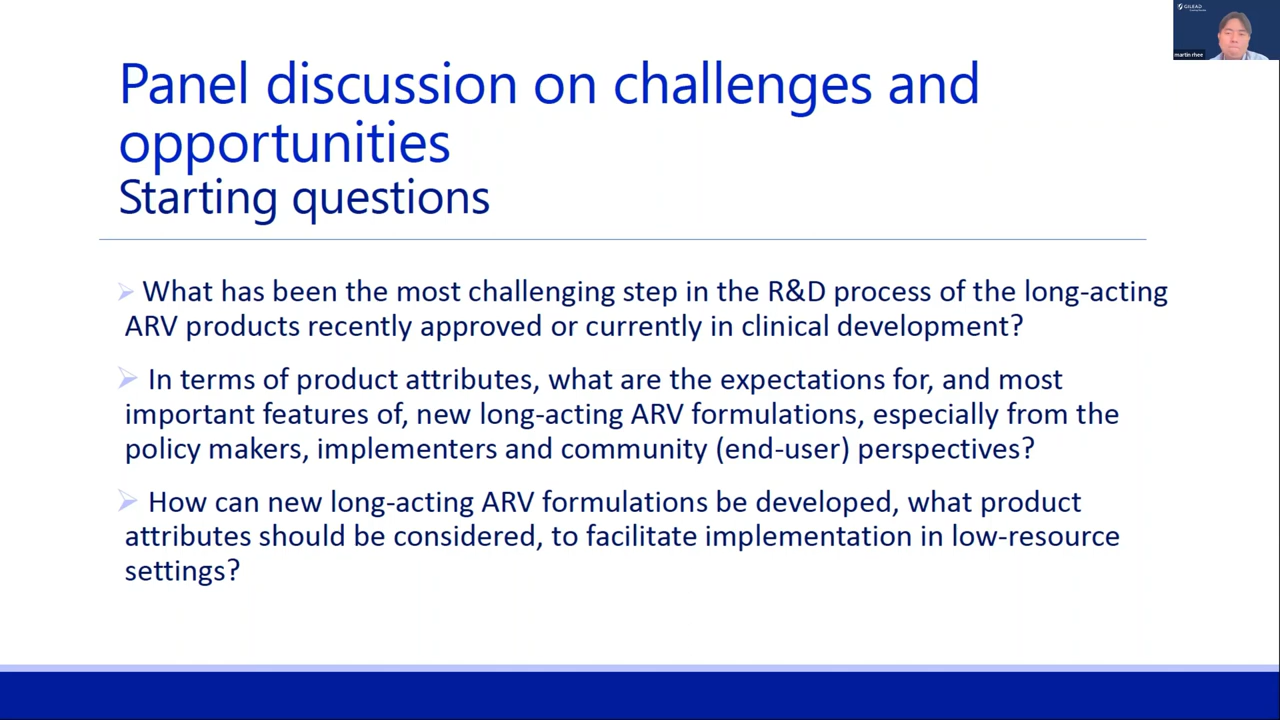 GILEAD
martin rhee
Panel discussion on challenges and
opportunities
Starting questions
➢ What has been the most challenging step in the R&D process of the long-acting
ARV products recently approved or currently in clinical development?
➢ In terms of product attributes, what are the expectations for, and most
important features of, new long-acting ARV formulations, especially from the
policy makers, implementers and community (end-user) perspectives?
➢ How can new long-acting ARV formulations be developed, what product
attributes should be considered, to facilitate implementation in low-resource
settings?